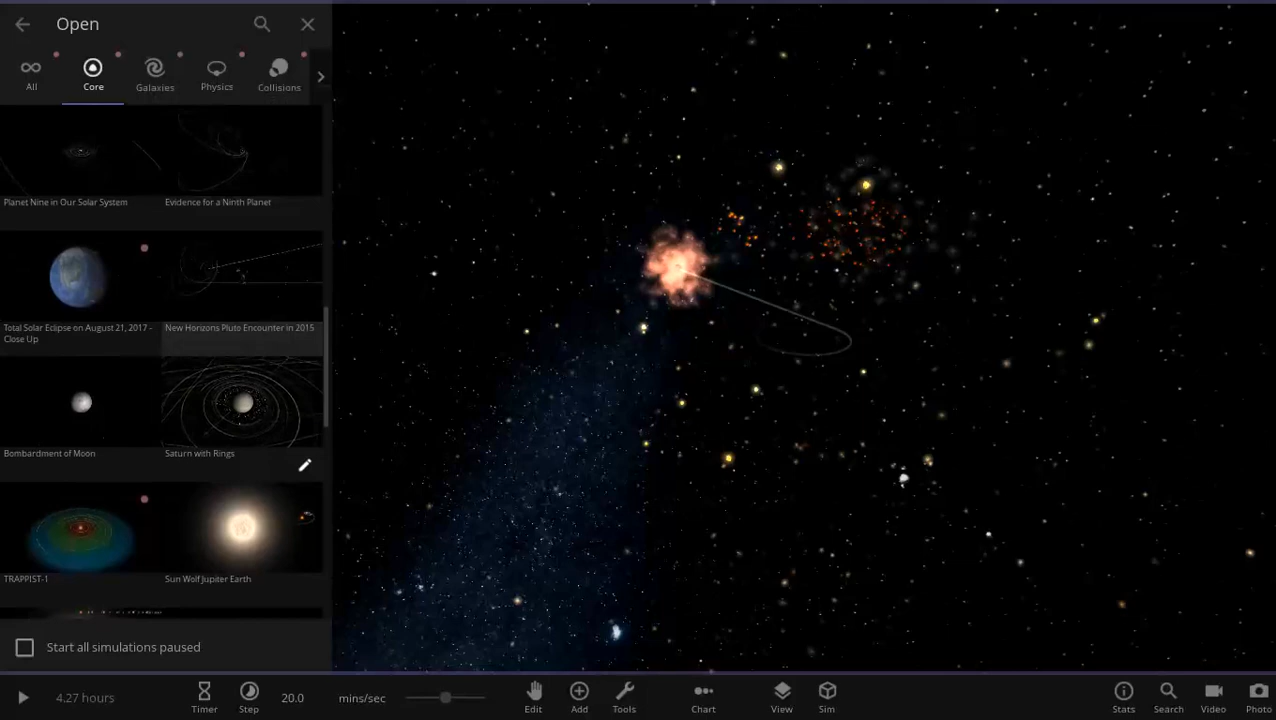 Open
All
Core
Galaxies
Physics
Collisions
Planet Nine in Our Solar System
Evidence for a Ninth Planet
Total Solar Eclipse on August 21, 2017 -
Close Up
New Horizons Pluto Encounter in 2015
Bombardment of Moon
Saturn with Rings
TRAPPIST-1
Sun Wolf Jupiter Earth
Start all simulations paused
4.27 hours
Timer
Step
20.0
mins/sec
Edit
Add
Tools
Chart
View
Sim
Stats
Search
Video
Photo